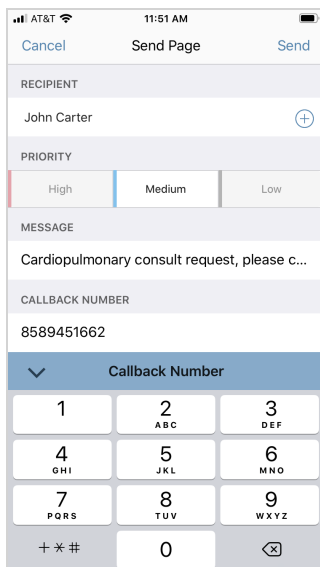 AT&T 11:51 AM
Cancel Send Page Send
RECIPIENT
John Carter
PRIORITY
High Medium Low
MESSAGE
Cardiopulmonary consult request, please c...
CALLBACK NUMBER
8589451662
Callback Number
1 2 3
ABC DEF
4 5 6
GHI JKL MNO
7 8 9
PQRS TUV WXYZ
+*# 0